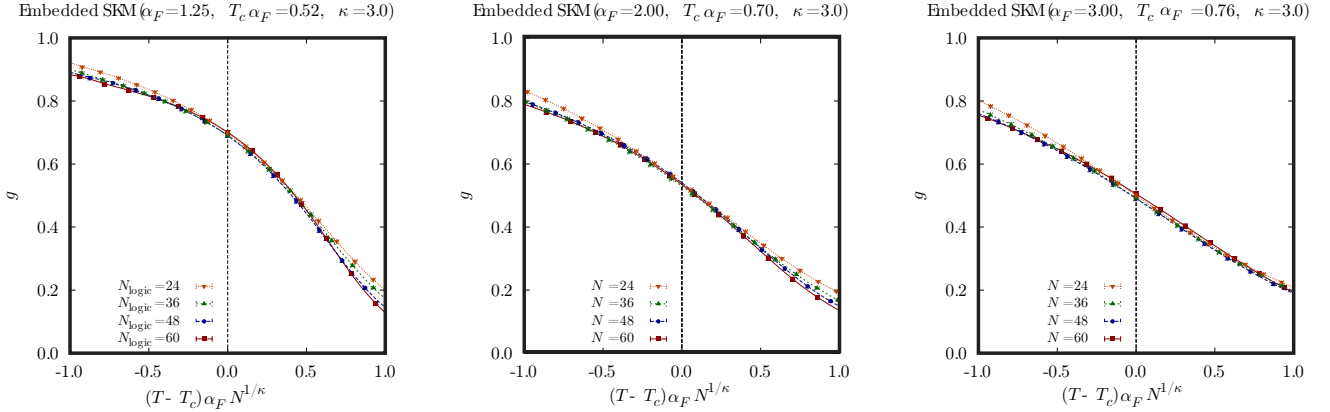 Embedded SKM(α_F=1.25, T_c α_F=0.52, κ=3.0)
g
1.0
0.8
0.6
0.4
0.2
0.0
N_logic=24
N_logic=36
N_logic=48
N_logic=60
-1.0 -0.5 0.0 0.5 1.0
(T- T_c)α_F N^{1/κ}
Embedded SKM(α_F=2.00, T_c α_F=0.70, κ=3.0)
g
1.0
0.8
0.6
0.4
0.2
0.0
N=24
N=36
N=48
N=60
-1.0 -0.5 0.0 0.5 1.0
(T- T_c)α_F N^{1/κ}
Embedded SKM(α_F=3.00, T_c α_F=0.76, κ=3.0)
g
1.0
0.8
0.6
0.4
0.2
0.0
N=24
N=36
N=48
N=60
-1.0 -0.5 0.0 0.5 1.0
(T- T_c)α_F N^{1/κ}